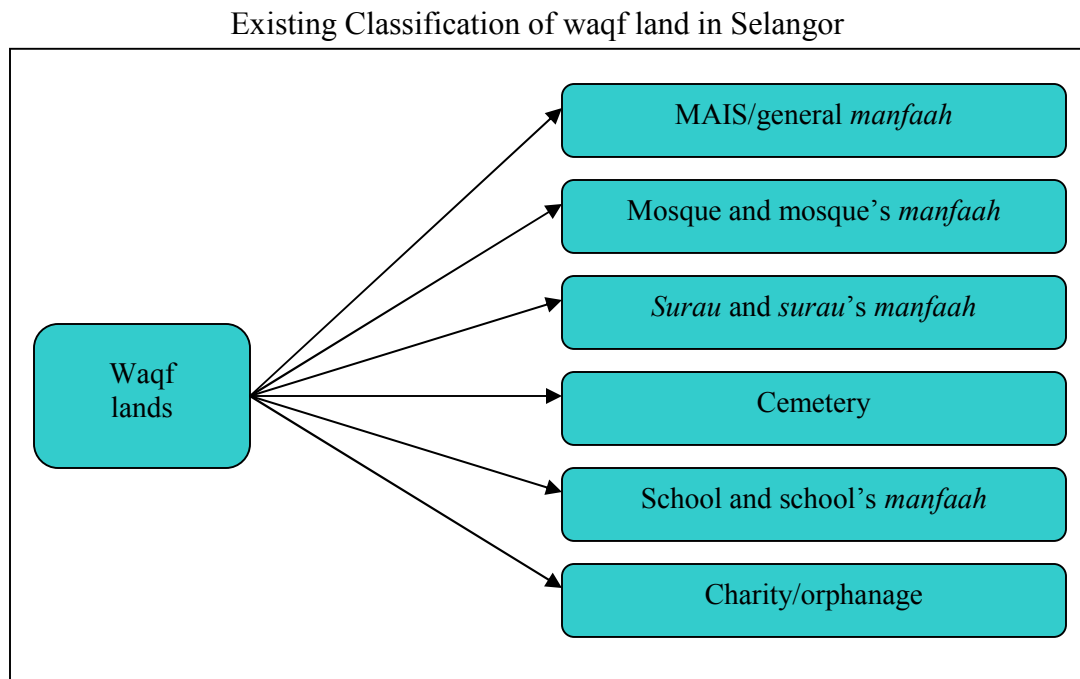 Existing Classification of waqf land in Selangor
MAIS/general manfaah
Mosque and mosque’s manfaah
Surau and surau’s manfaah
Waqf
lands
Cemetery
School and school’s manfaah
Charity/orphanage